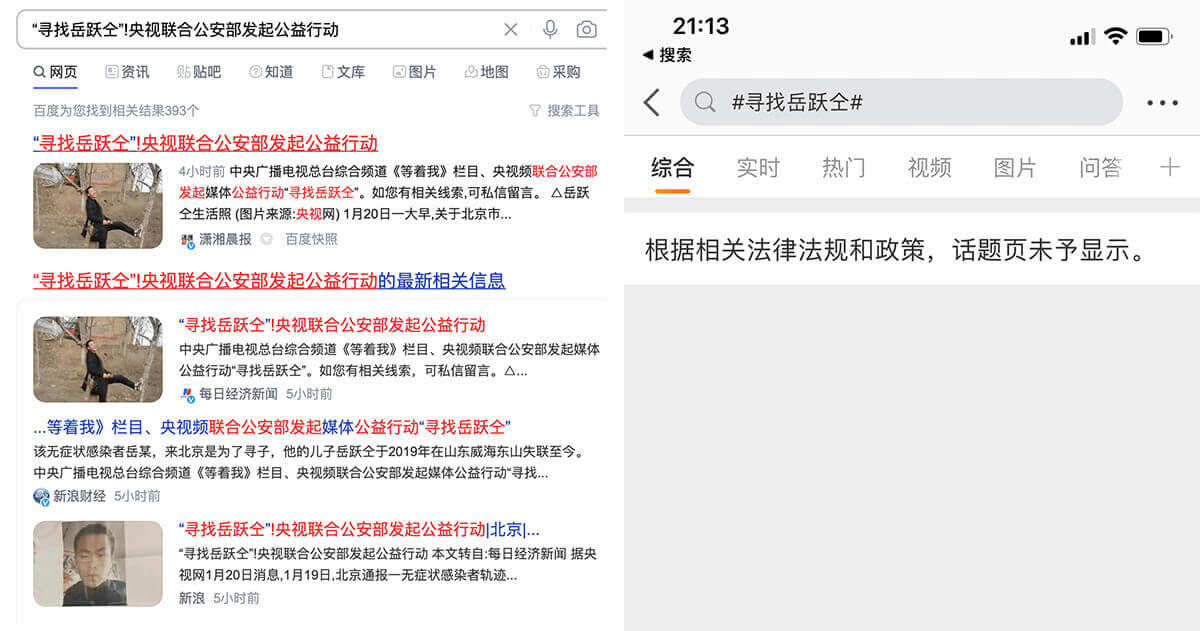 “寻找岳跃仝”!央视联合公安部发起公益行动
网页 资讯 贴吧 知道 文库 图片 地图 采购
百度为您找到相关结果393个 搜索工具
“寻找岳跃仝”!央视联合公安部发起公益行动
4小时前 中央广播电视总台综合频道《等着我》栏目、央视频联合公安部
发起媒体公益行动“寻找岳跃仝”。如您有相关线索,可私信留言。 △岳跃
仝生活照 (图片来源:央视网) 1月20日一大早,关于北京市...
潇湘晨报 百度快照
“寻找岳跃仝”!央视联合公安部发起公益行动的最新相关信息
“寻找岳跃仝”!央视联合公安部发起公益行动
中央广播电视总台综合频道《等着我》栏目、央视频联合公安部发起媒体
公益行动“寻找岳跃仝”。如您有相关线索，可私信留言。△...
每日经济新闻 5小时前
...等着我》栏目、央视频联合公安部发起媒体公益行动“寻找岳跃仝”
该无症状感染者岳某，来北京是为了寻子，他的儿子岳跃仝于2019年在山东威海东山失联至今。
中央广播电视总台综合频道《等着我》栏目、央视频联合公安部发起媒体公益行动“寻找...
新浪财经 5小时前
“寻找岳跃仝”!央视联合公安部发起公益行动|北京|...
“寻找岳跃仝”!央视联合公安部发起公益行动 本文转自:每日经济新闻 据央
视网1月20日消息,1月19日,北京通报一无症状感染者轨迹...
新浪 5小时前
21:13
搜索
#寻找岳跃仝#
综合 实时 热门 视频 图片 问答
根据相关法律法规和政策，话题页未予显示。